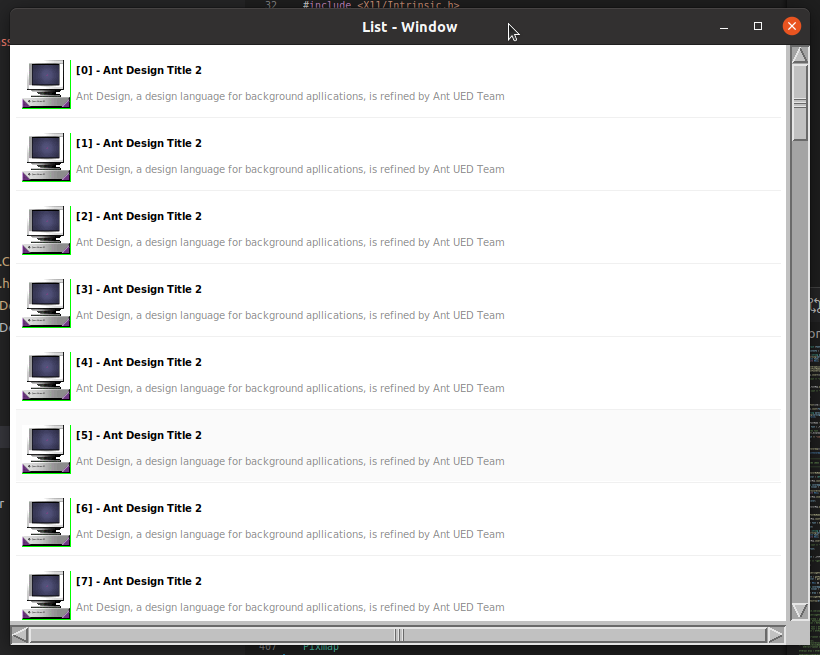 32 #include <X11/Intrinsic.h>
List - Window
[0] - Ant Design Title 2
Ant Design, a design language for background apllications, is refined by Ant UED Team
[1] - Ant Design Title 2
Ant Design, a design language for background apllications, is refined by Ant UED Team
[2] - Ant Design Title 2
Ant Design, a design language for background apllications, is refined by Ant UED Team
[3] - Ant Design Title 2
Ant Design, a design language for background apllications, is refined by Ant UED Team
[4] - Ant Design Title 2
Ant Design, a design language for background apllications, is refined by Ant UED Team
[5] - Ant Design Title 2
Ant Design, a design language for background apllications, is refined by Ant UED Team
[6] - Ant Design Title 2
Ant Design, a design language for background apllications, is refined by Ant UED Team
[7] - Ant Design Title 2
Ant Design, a design language for background apllications, is refined by Ant UED Team
467 Pixmap